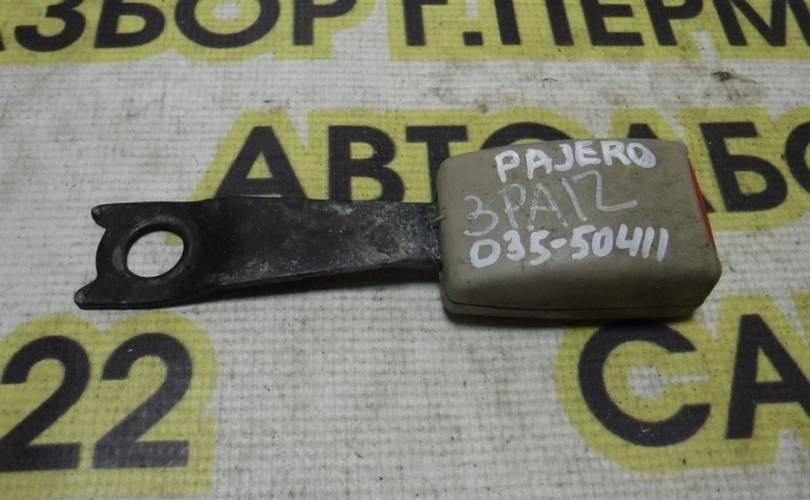 АЗБОР Г.ПЕРМ
АВТОАБО
PAJERO
3PA12
035-50411
22
СА